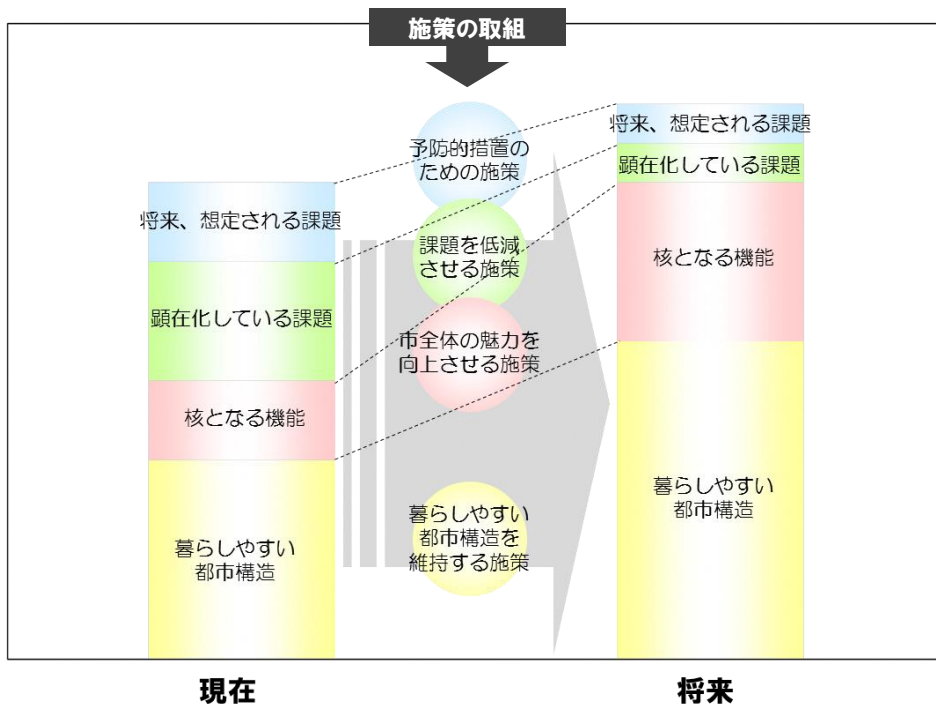 施策の取組
将来、想定される課題
顕在化している課題
核となる機能
暮らしやすい
都市構造
予防的措置の
ための施策
課題を低減
させる施策
市全体の魅力を
向上させる施策
暮らしやすい
都市構造を
維持する施策
将来、想定される課題
顕在化している課題
核となる機能
暮らしやすい
都市構造
現在
将来